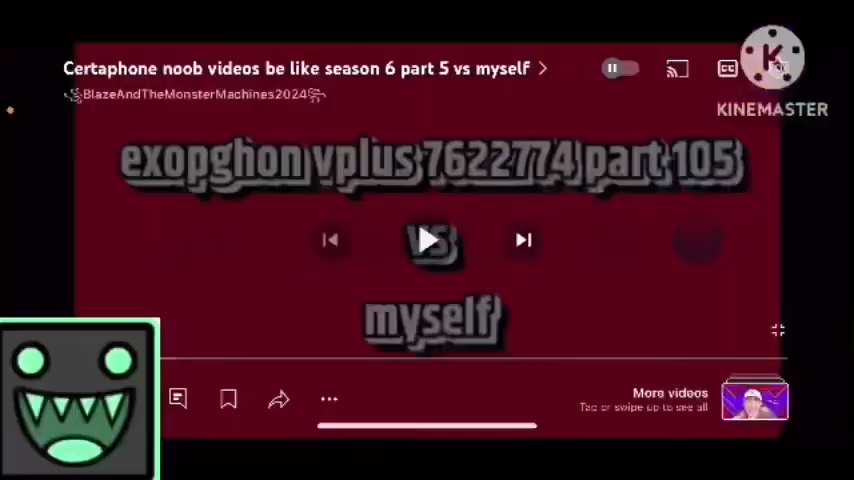 Certaphone noob videos be like season 6 part 5 vs myself
꧁BlazeAndTheMonsterMachines2024꧂
CC
K
KINEMASTER
exopghon vplus 7622774 part 105
vs
myself
More videos
Tap or swipe up to see all